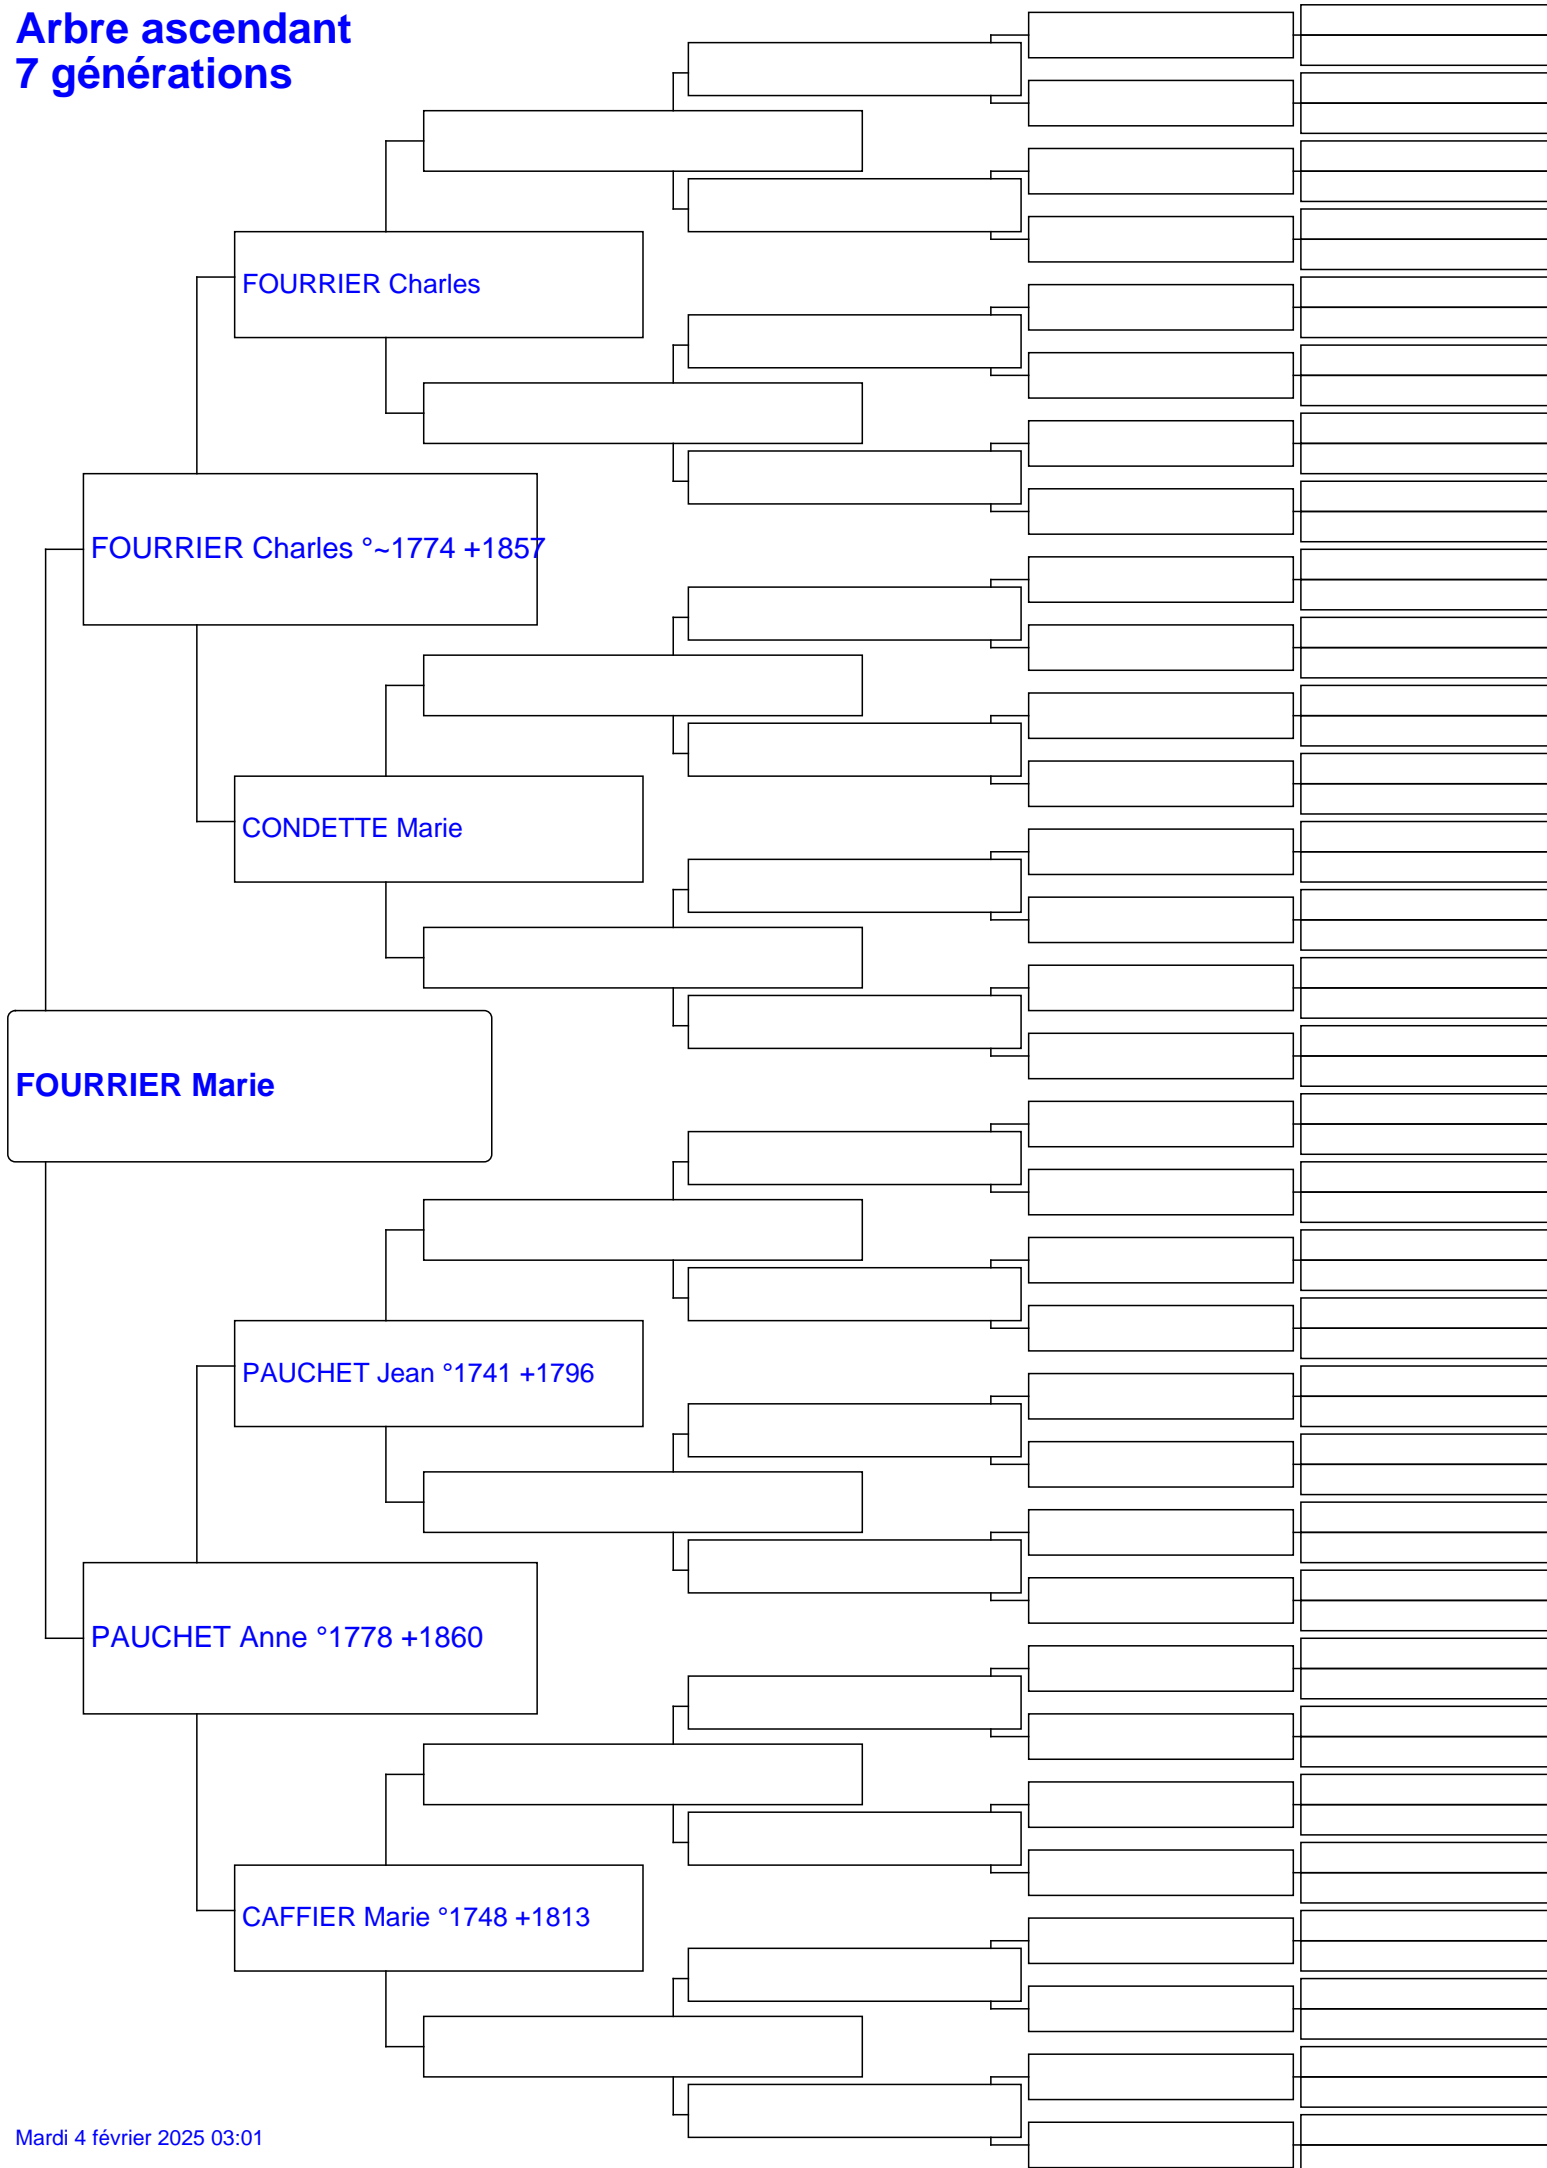 Arbre ascendant
7 générations
FOURRIER Charles
FOURRIER Charles °~1774 +1857
CONDETTE Marie
FOURRIER Marie
PAUCHET Jean °1741 +1796
PAUCHET Anne °1778 +1860
CAFFIER Marie °1748 +1813
Mardi 4 février 2025 03:01